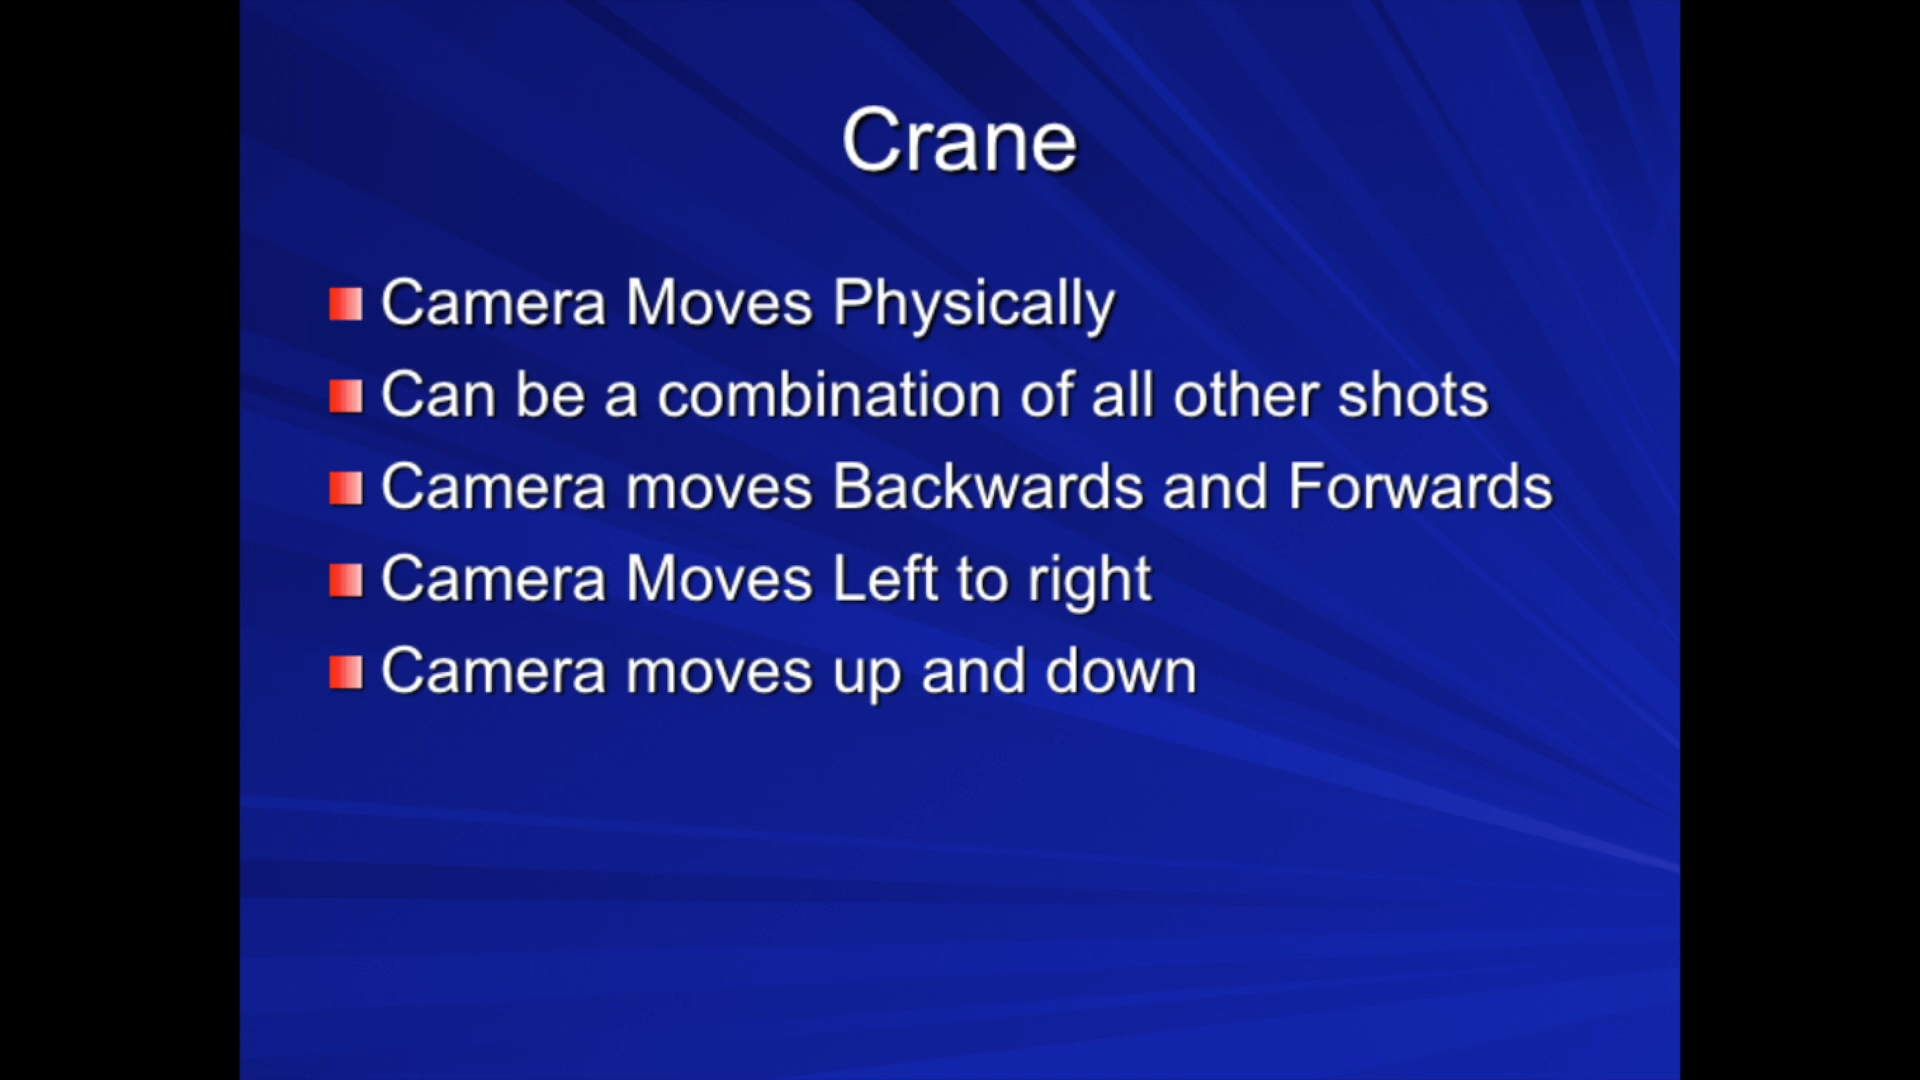 Crane
Camera Moves Physically
Can be a combination of all other shots
Camera moves Backwards and Forwards
Camera Moves Left to right
Camera moves up and down